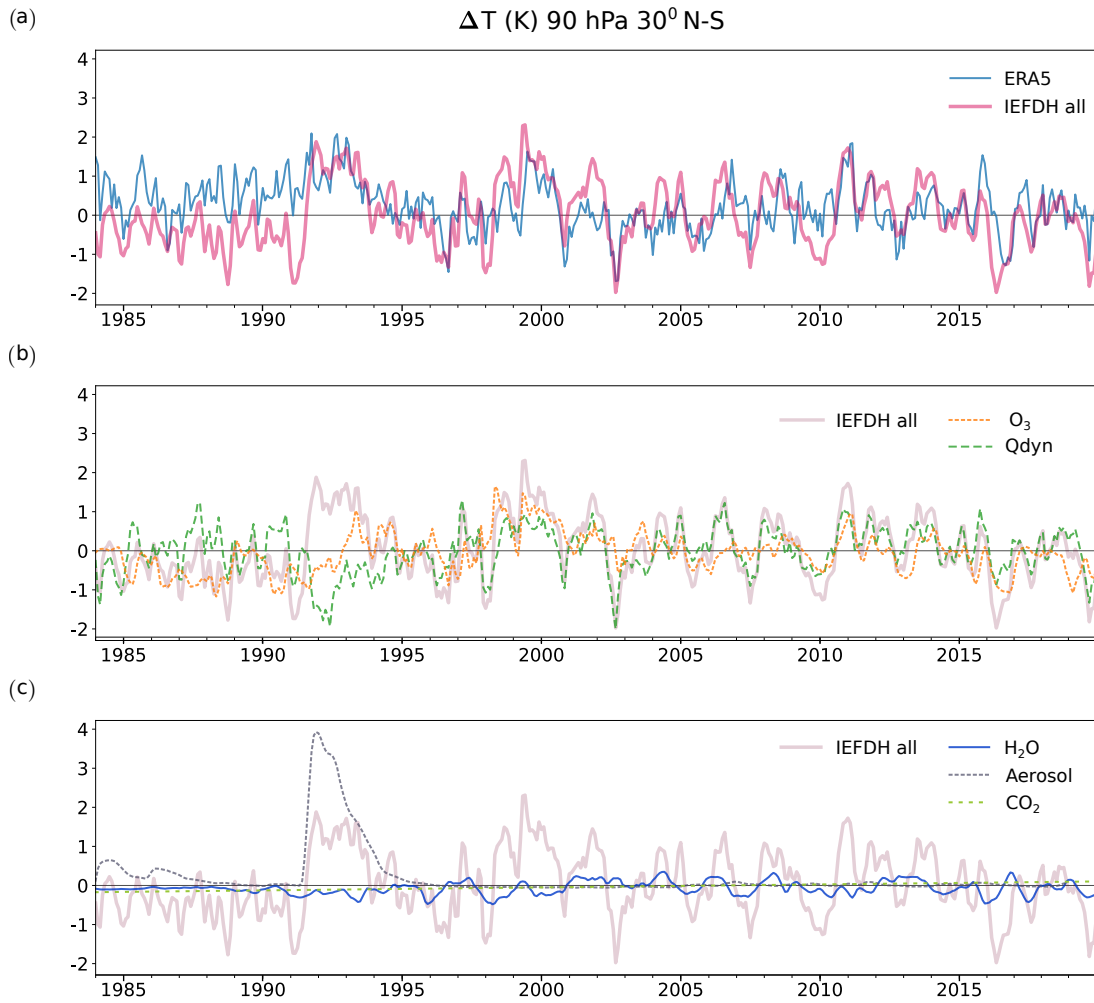 (a)
ΔT (K) 90 hPa 30⁰ N-S
4
3
2
1
0
-1
-2
ERA5
IEFDH all
1985 1990 1995 2000 2005 2010 2015
(b)
4
3
2
1
0
-1
-2
IEFDH all O₃
Qdyn
1985 1990 1995 2000 2005 2010 2015
(c)
4
3
2
1
0
-1
-2
IEFDH all H₂O
Aerosol
CO₂
1985 1990 1995 2000 2005 2010 2015